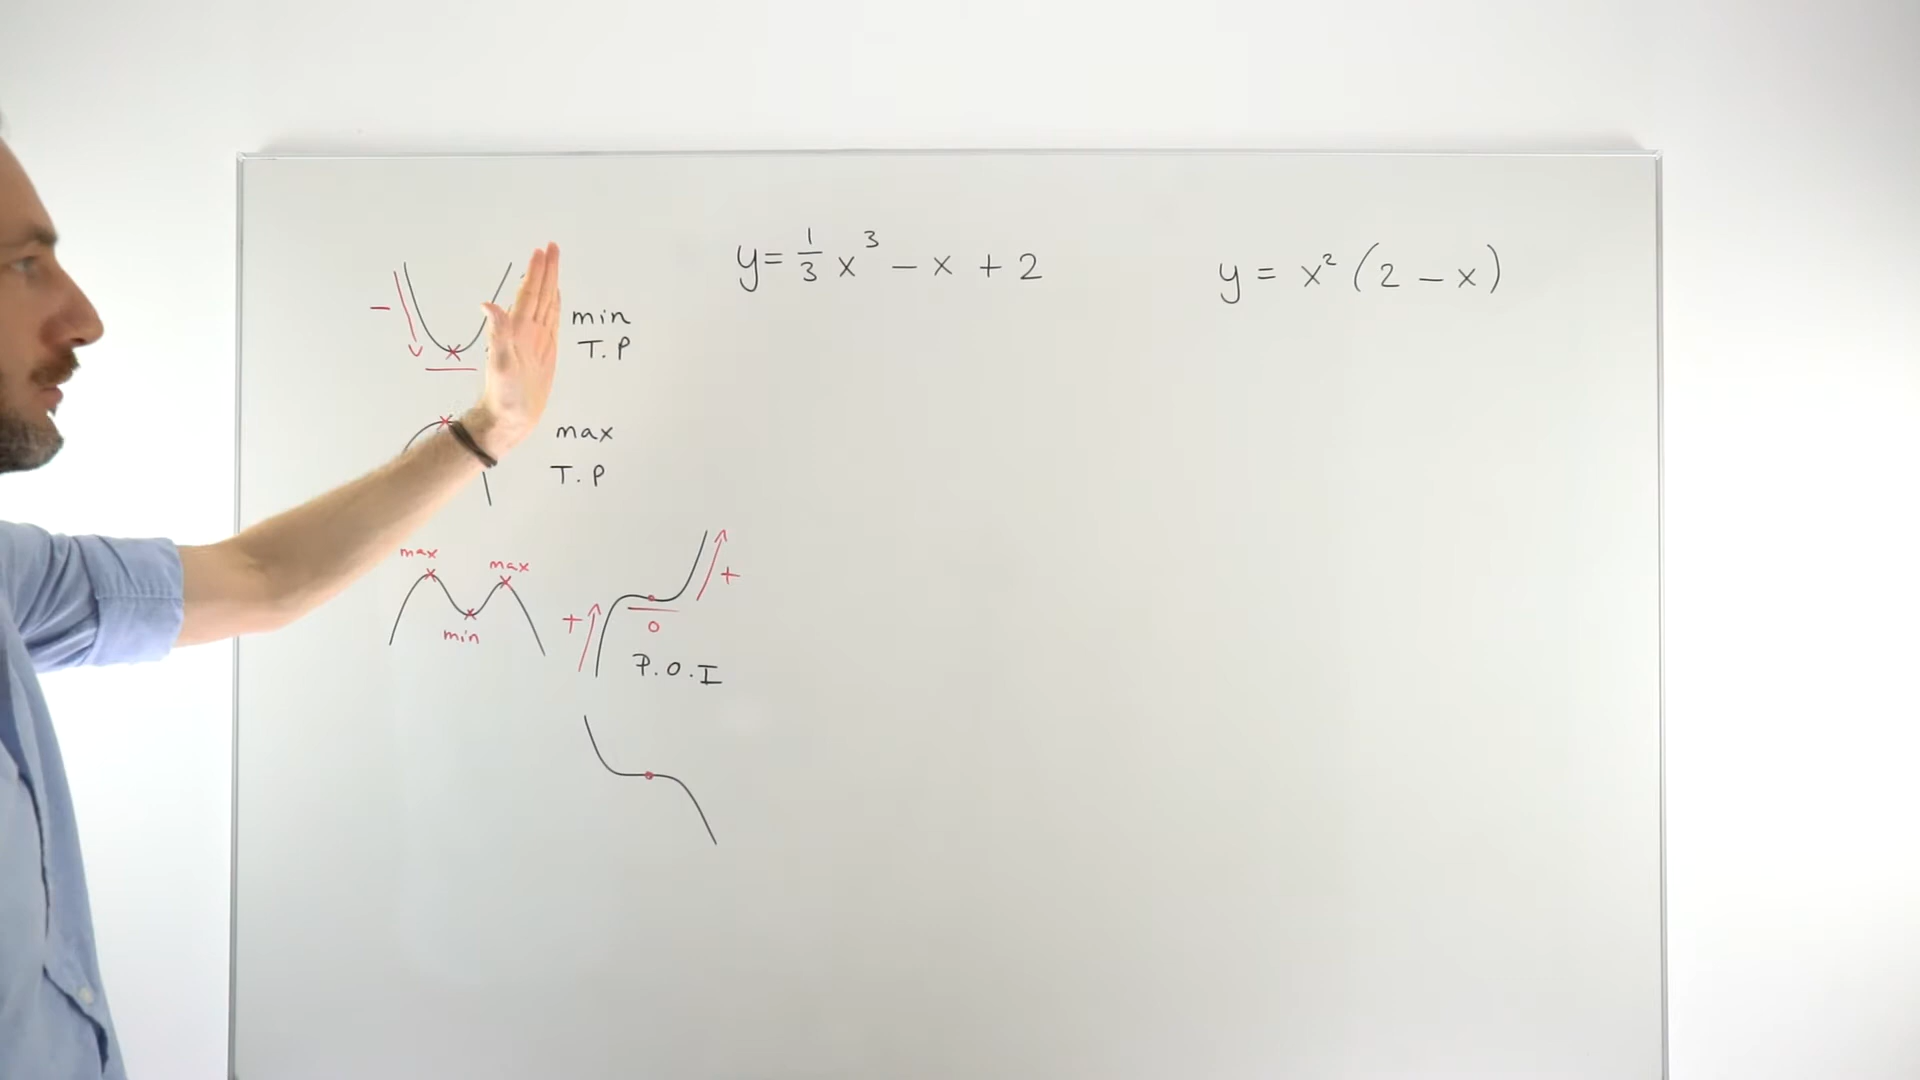 −
min
T.P
max
T.P
max
max
min
+
+
0
P.O.I
y = 1/3 x³ − x + 2
y = x² (2 − x)